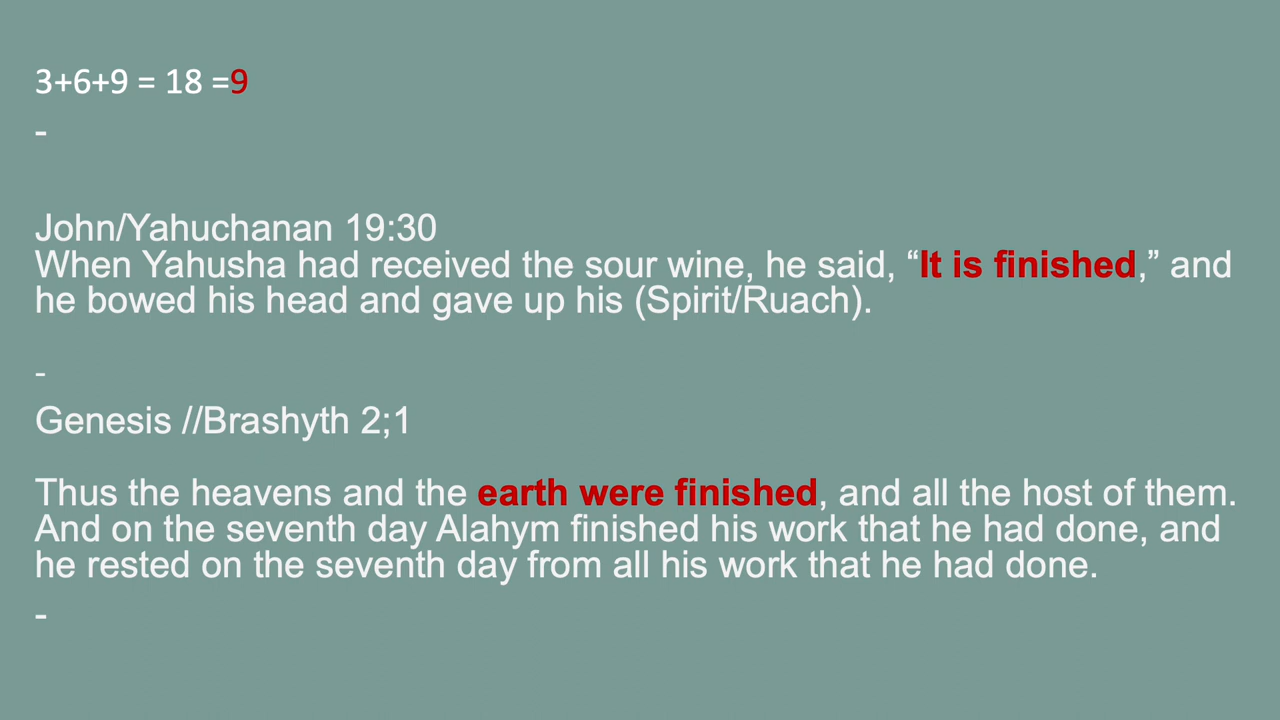 3+6+9 = 18 =9
-
John/Yahuchanan 19:30
When Yahusha had received the sour wine, he said, “It is finished,” and
he bowed his head and gave up his (Spirit/Ruach).
-
Genesis //Brashyth 2;1
Thus the heavens and the earth were finished, and all the host of them.
And on the seventh day Alahym finished his work that he had done, and
he rested on the seventh day from all his work that he had done.
-